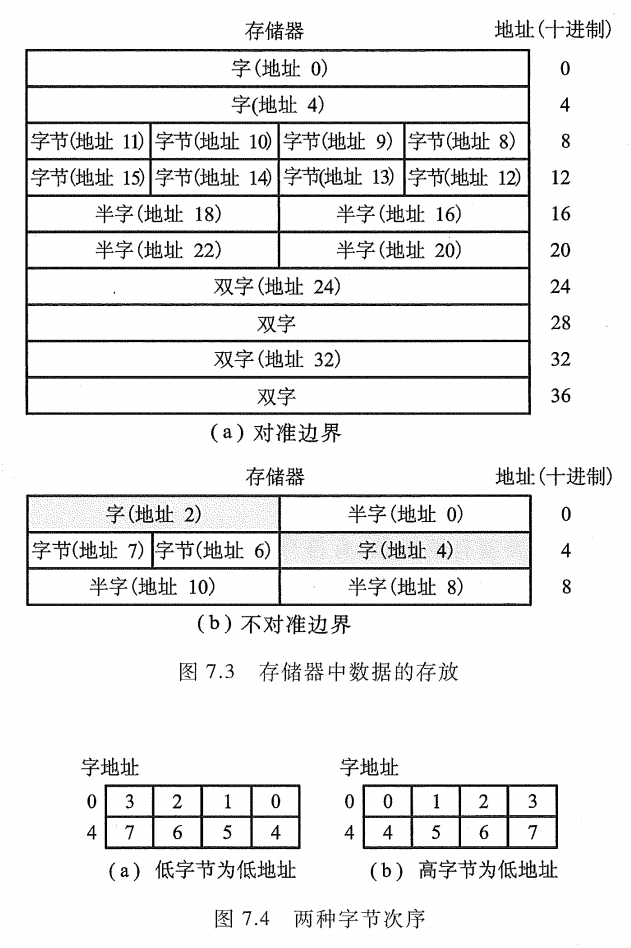 存储器 地址(十进制)
字(地址 0) 0
字(地址 4) 4
字节(地址 11) 字节(地址 10) 字节(地址 9) 字节(地址 8) 8
字节(地址 15) 字节(地址 14) 字节(地址 13) 字节(地址 12) 12
半字(地址 18) 半字(地址 16) 16
半字(地址 22) 半字(地址 20) 20
双字(地址 24) 24
双字 28
双字(地址 32) 32
双字 36
(a) 对准边界
存储器 地址(十进制)
字(地址 2) 半字(地址 0) 0
字节(地址 7) 字节(地址 6) 字(地址 4) 4
半字(地址 10) 半字(地址 8) 8
(b) 不对准边界
图 7.3 存储器中数据的存放
字地址 字地址
0 3 2 1 0 0 0 1 2 3
4 7 6 5 4 4 4 5 6 7
(a) 低字节为低地址 (b) 高字节为低地址
图 7.4 两种字节次序